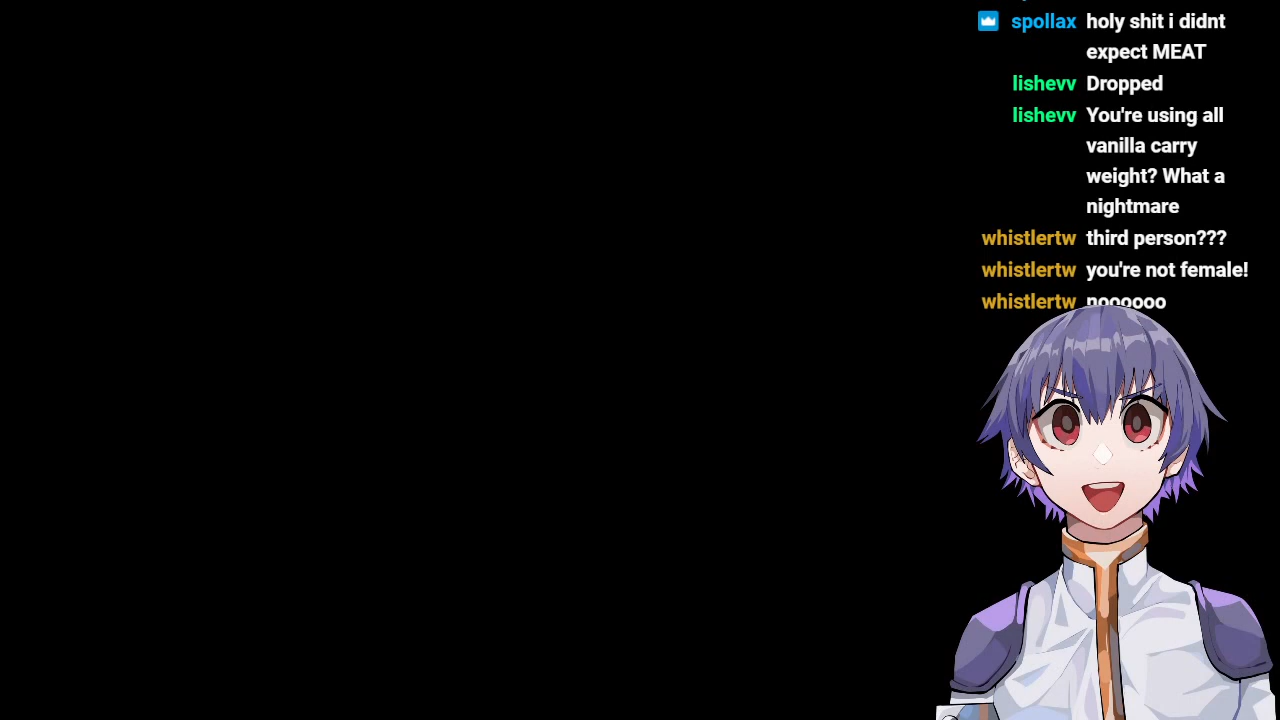 spollax holy shit i didnt
expect MEAT
lishevv Dropped
lishevv You're using all
vanilla carry
weight? What a
nightmare
whistlertw third person???
whistlertw you're not female!
whistlertw noooooo